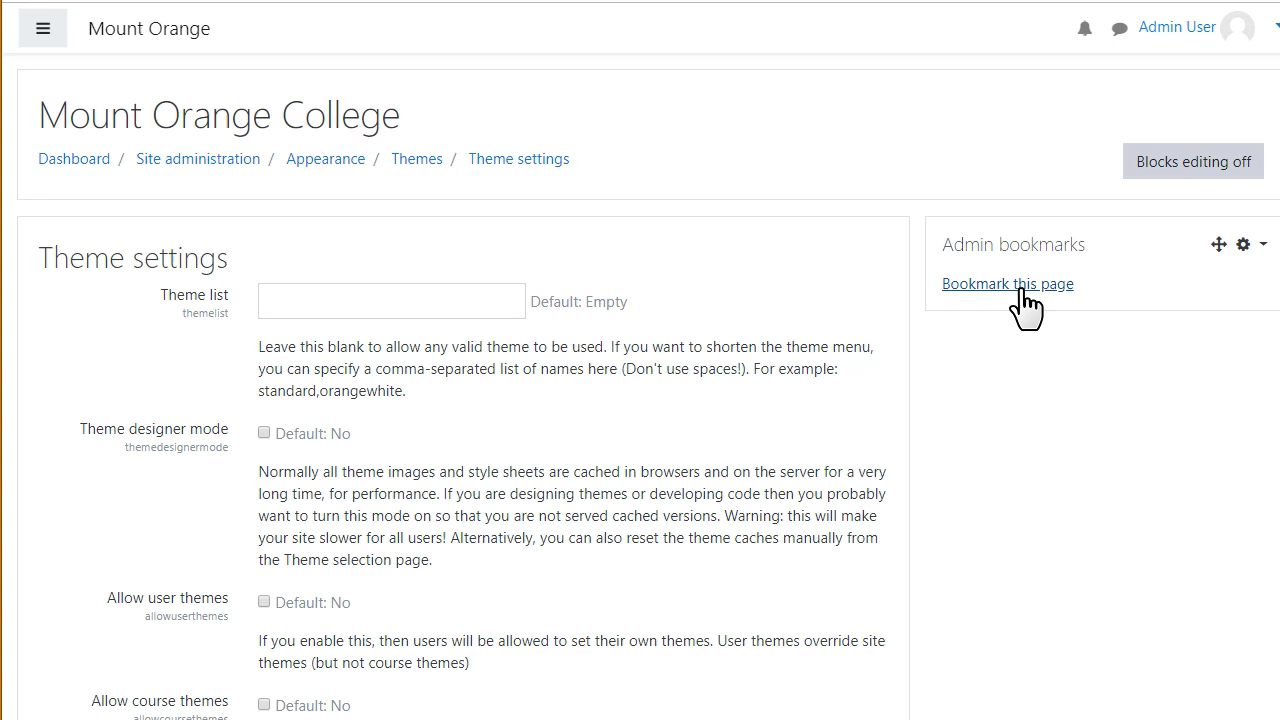 Mount Orange
Admin User
Mount Orange College
Dashboard / Site administration / Appearance / Themes / Theme settings
Blocks editing off
Theme settings
Theme list
themelist
Default: Empty
Leave this blank to allow any valid theme to be used. If you want to shorten the theme menu,
you can specify a comma-separated list of names here (Don't use spaces!). For example:
standard,orangewhite.
Theme designer mode
themedesignermode
Default: No
Normally all theme images and style sheets are cached in browsers and on the server for a very
long time, for performance. If you are designing themes or developing code then you probably
want to turn this mode on so that you are not served cached versions. Warning: this will make
your site slower for all users! Alternatively, you can also reset the theme caches manually from
the Theme selection page.
Allow user themes
allowuserthemes
Default: No
If you enable this, then users will be allowed to set their own themes. User themes override site
themes (but not course themes)
Allow course themes
allowcoursethemes
Default: No
Admin bookmarks
Bookmark this page